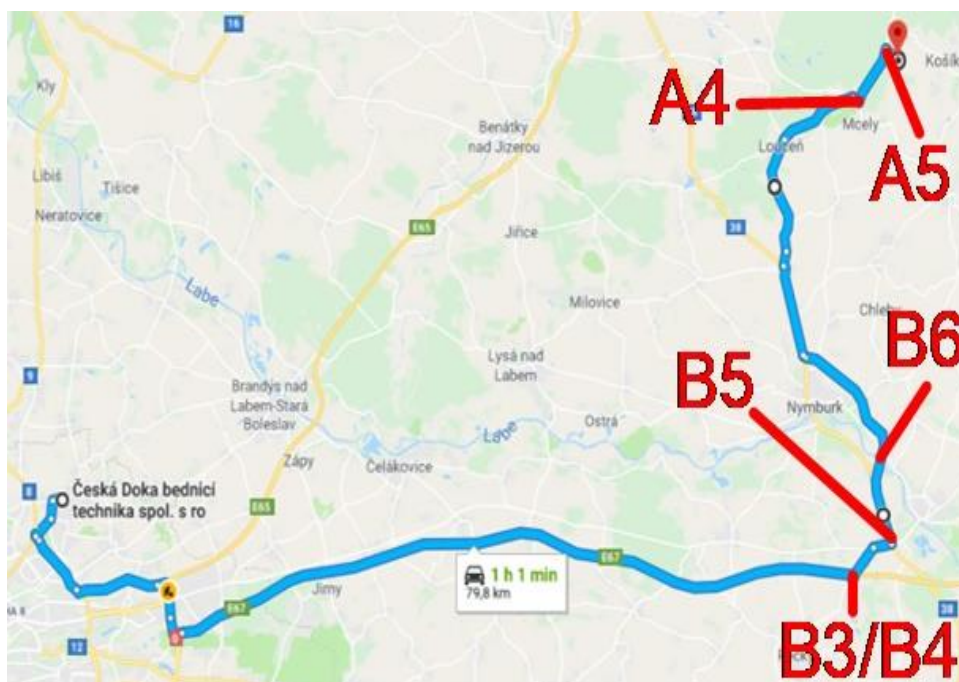 16
Kly
Benátky
nad Jizerou
Košík
A4
Mcely
Loučeň
A5
Libiš
Tišice
Neratovice
E65
Jiřice
38
Labe
Milovice
Chleby
B6
9
Lysá nad
Labem
B5
Brandýs nad
Labem-Stará
Boleslav
Nymburk
Labe
Ostrá
Zápy
Čelákovice
8
Česká Doka bednicí
technika spol. s ro
E65
E67
1 h 1 min
79,8 km
Jirny
E67
38
12
B3/B4